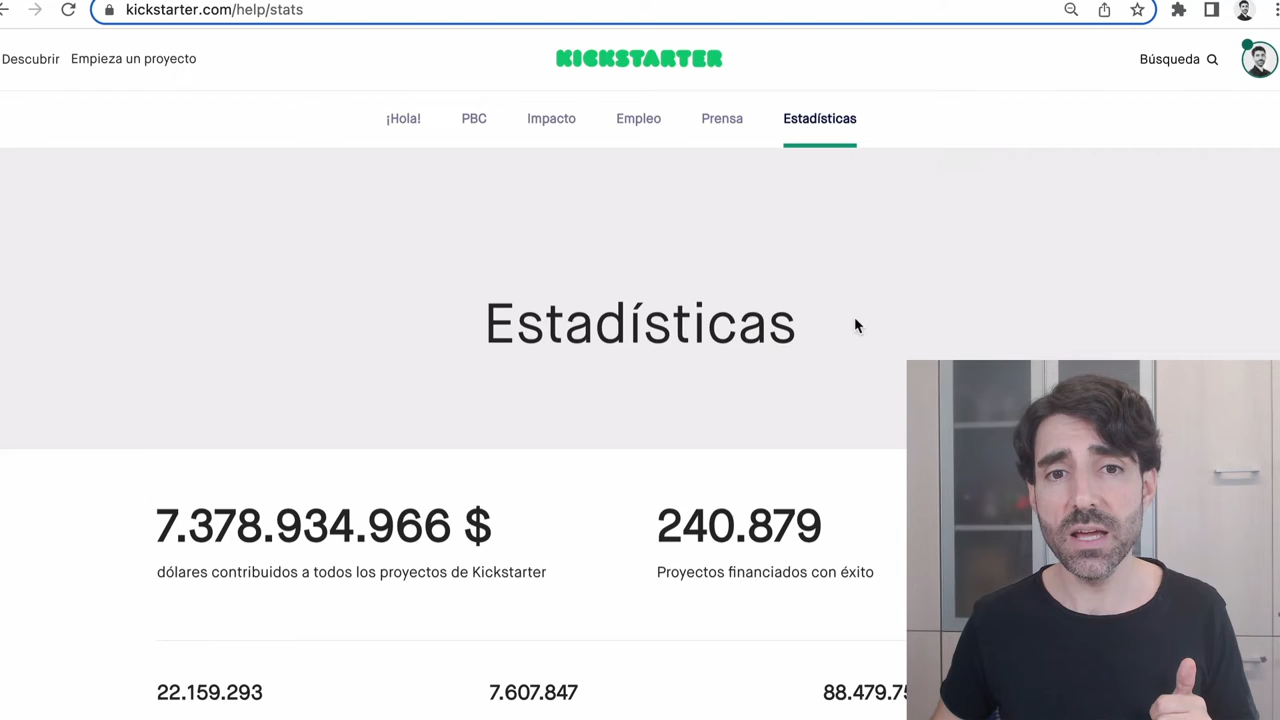 kickstarter.com/help/stats
Descubrir Empieza un proyecto
KICKSTARTER
Búsqueda
¡Hola! PBC Impacto Empleo Prensa Estadísticas
Estadísticas
7.378.934.966 $ 240.879
dólares contribuidos a todos los proyectos de Kickstarter Proyectos financiados con éxito
22.159.293 7.607.847